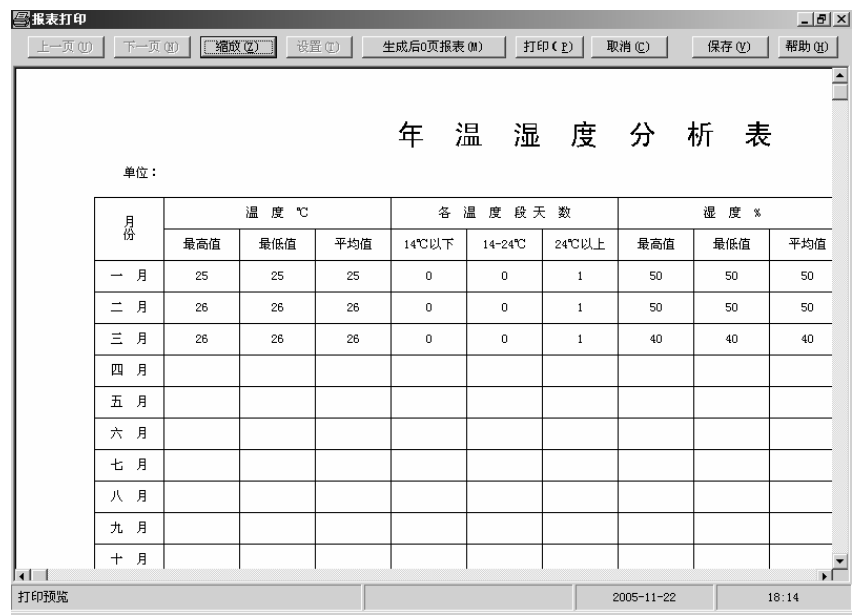 报表打印
上一页(U) 下一页(N) 缩放(Z) 设置(T) 生成后0页报表(M) 打印(P) 取消(C) 保存(V) 帮助(H)
年温湿度分析表
单位：
月份 温度℃ 各温度段天数 湿度%
最高值 最低值 平均值 14℃以下 14-24℃ 24℃以上 最高值 最低值 平均值
一月 25 25 25 0 0 1 50 50 50
二月 26 26 26 0 0 1 50 50 50
三月 26 26 26 0 0 1 40 40 40
四月
五月
六月
七月
八月
九月
十月
打印预览 2005-11-22 18:14